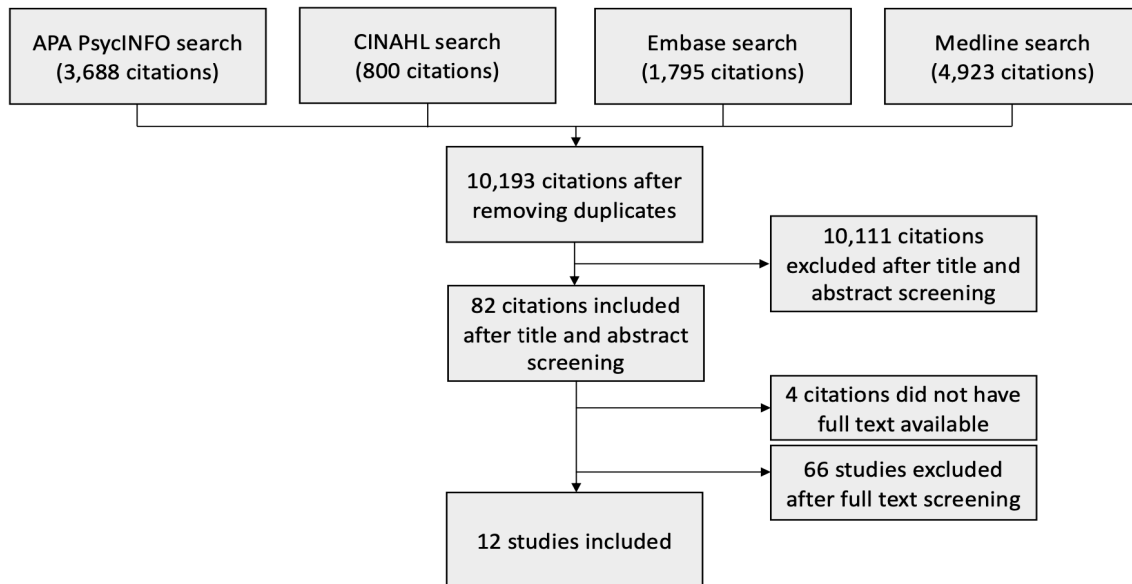 APA PsycINFO search
(3,688 citations)
CINAHL search
(800 citations)
Embase search
(1,795 citations)
Medline search
(4,923 citations)
10,193 citations after
removing duplicates
10,111 citations
excluded after title and
abstract screening
82 citations included
after title and abstract
screening
4 citations did not have
full text available
66 studies excluded
after full text screening
12 studies included